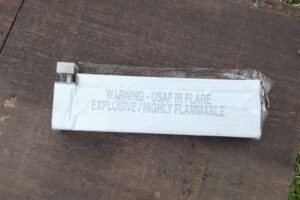 WARNING - USAF IR FLARE
EXPLOSIVE / HIGHLY FLAMMABLE